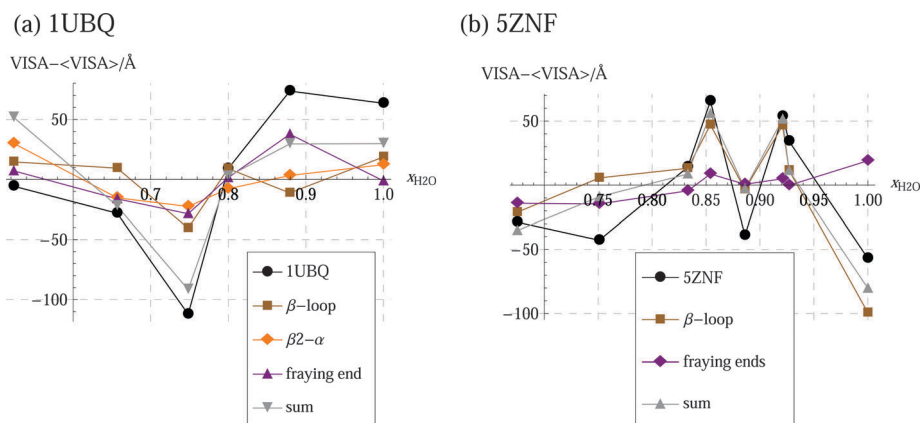 (a) 1UBQ
VISA−<VISA>/Å
50
−50
−100
0.7
0.8
0.9
1.0
xH2O
1UBQ
β−loop
β2−α
fraying end
sum
(b) 5ZNF
VISA−<VISA>/Å
50
−50
−100
0.75
0.80
0.85
0.90
0.95
1.00
xH2O
5ZNF
β−loop
fraying ends
sum